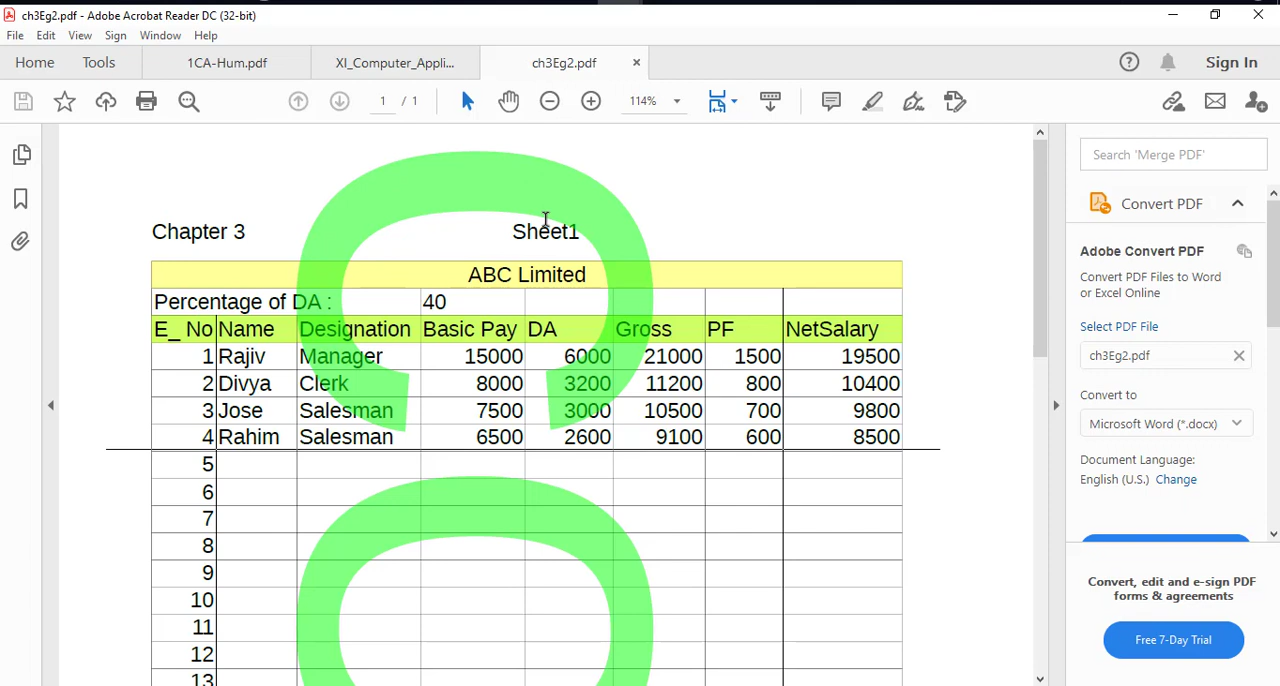 ch3Eg2.pdf - Adobe Acrobat Reader DC (32-bit)
File Edit View Sign Window Help
Home Tools 1CA-Hum.pdf XI_Computer_Appli... ch3Eg2.pdf × Sign In
1 / 1 114%
Search 'Merge PDF'
Convert PDF
Adobe Convert PDF
Convert PDF Files to Word
or Excel Online
Select PDF File
ch3Eg2.pdf
Convert to
Microsoft Word (*.docx)
Document Language:
English (U.S.) Change
Convert, edit and e-sign PDF
forms & agreements
Free 7-Day Trial
Chapter 3 Sheet1
ABC Limited
Percentage of DA : 40
E_ No Name Designation Basic Pay DA Gross PF NetSalary
1 Rajiv Manager 15000 6000 21000 1500 19500
2 Divya Clerk 8000 3200 11200 800 10400
3 Jose Salesman 7500 3000 10500 700 9800
4 Rahim Salesman 6500 2600 9100 600 8500
5
6
7
8
9
10
11
12
13